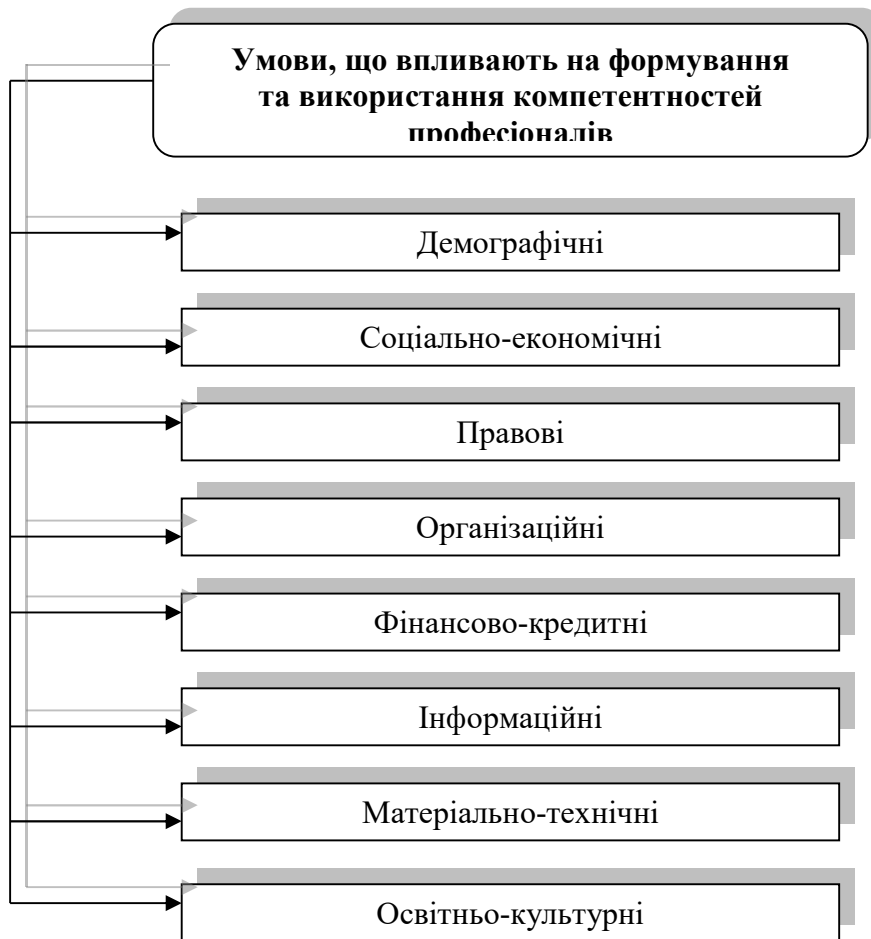 Умови, що впливають на формування
та використання компетентностей
професіоналів
Демографічні
Соціально-економічні
Правові
Організаційні
Фінансово-кредитні
Інформаційні
Матеріально-технічні
Освітньо-культурні